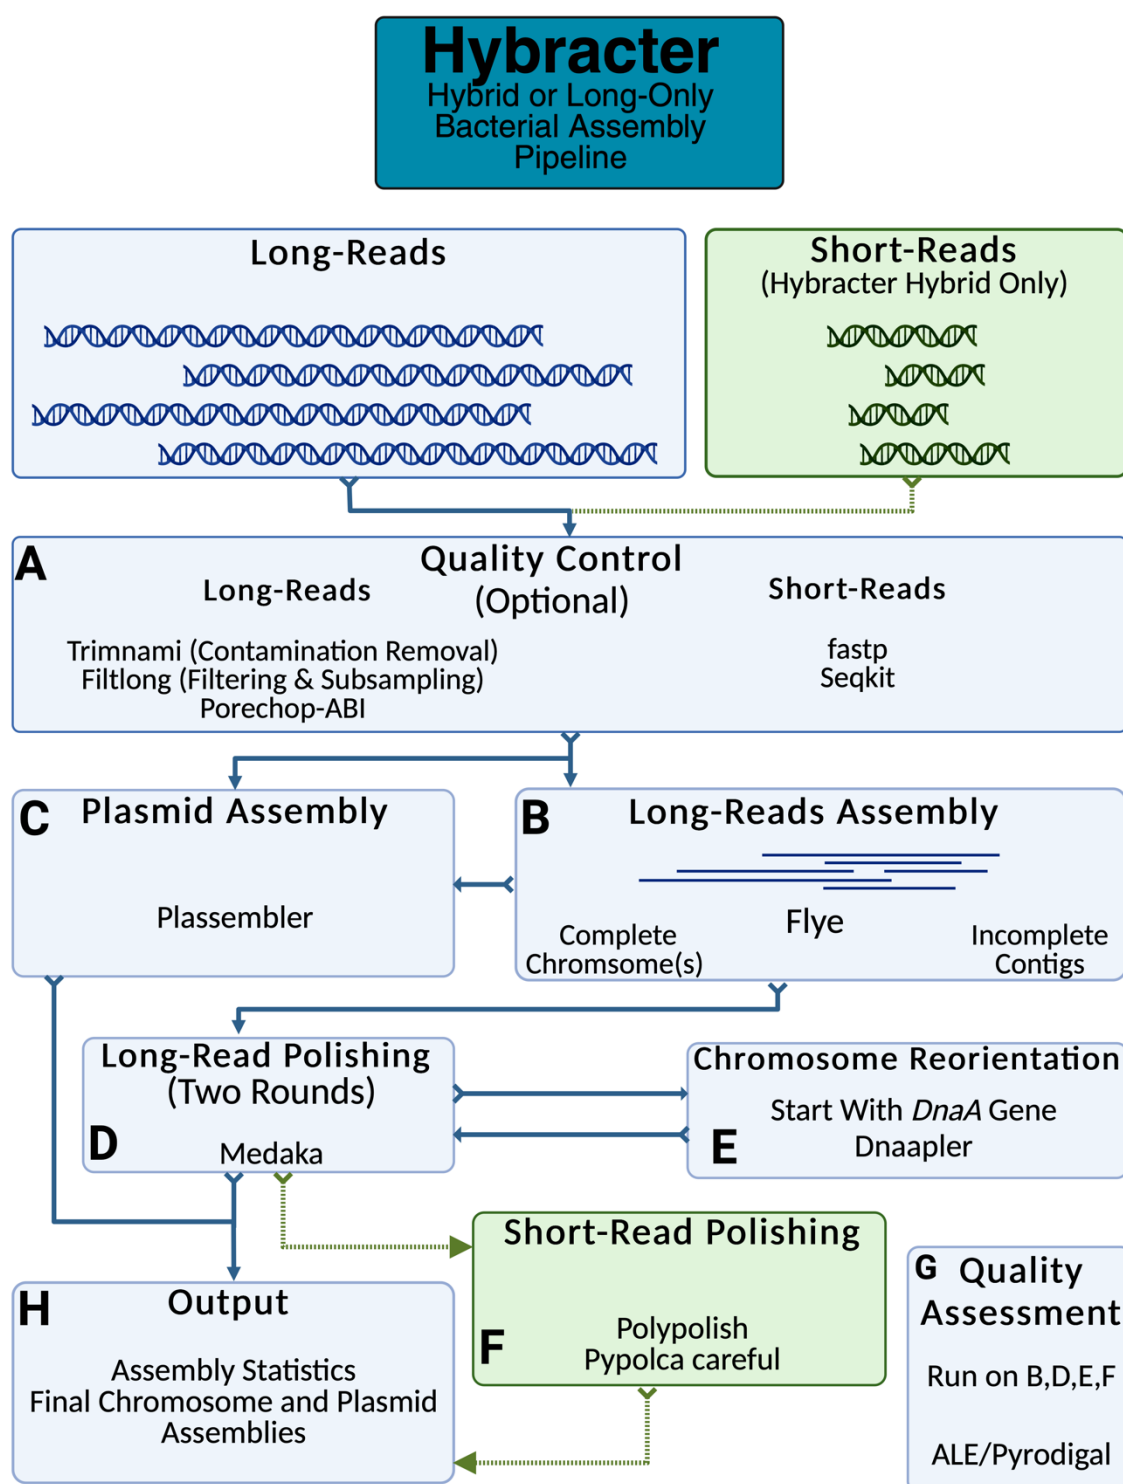 Hybracter
Hybrid or Long-Only
Bacterial Assembly
Pipeline
Long-Reads
Short-Reads
(Hybracter Hybrid Only)
A
Quality Control
(Optional)
Long-Reads
Trimnami (Contamination Removal)
Filtlong (Filtering & Subsampling)
Porechop-ABI
Short-Reads
fastp
Seqkit
C
Plasmid Assembly
Plassembler
B
Long-Reads Assembly
Flye
Complete
Chromsome(s)
Incomplete
Contigs
Long-Read Polishing
(Two Rounds)
D
Medaka
Chromosome Reorientation
Start With DnaA Gene
Dnaapler
E
Short-Read Polishing
F
Polypolish
Pypolca careful
G
Quality
Assessment
Run on B,D,E,F
ALE/Pyrodigal
H
Output
Assembly Statistics
Final Chromosome and Plasmid
Assemblies